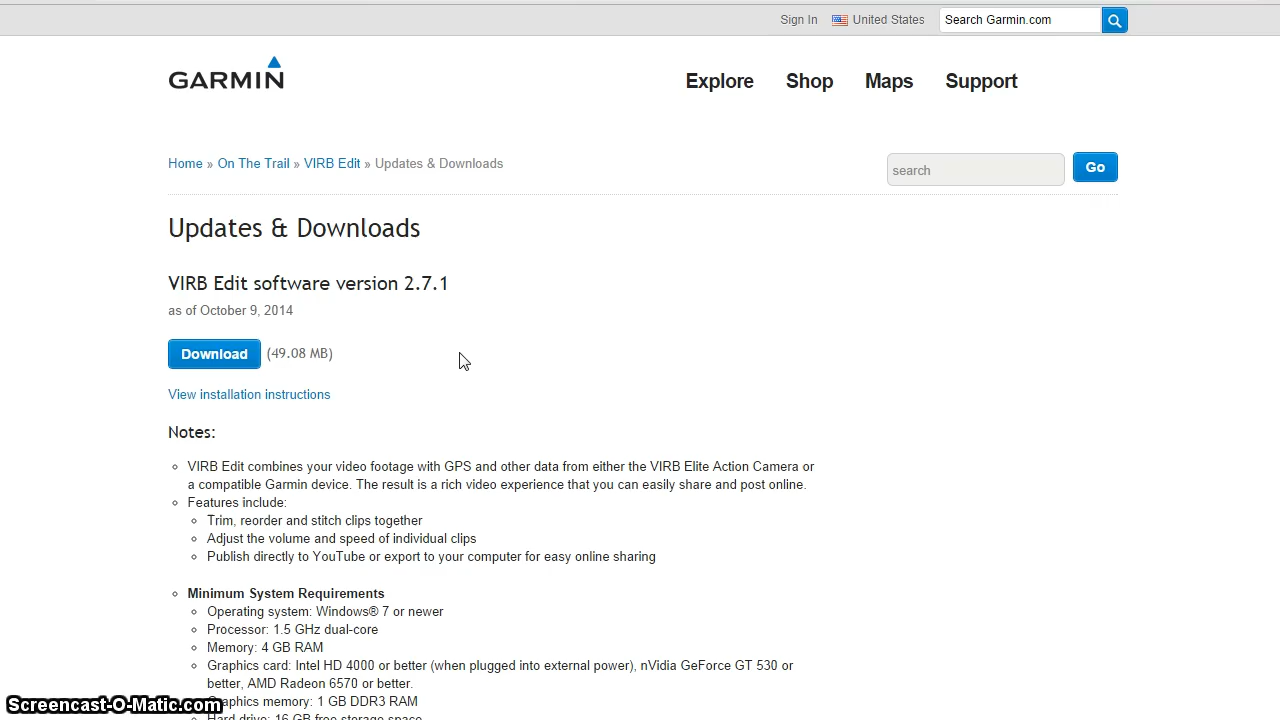 Sign In United States Search Garmin.com
GARMIN
Explore Shop Maps Support
Home » On The Trail » VIRB Edit » Updates & Downloads
search Go
Updates & Downloads
VIRB Edit software version 2.7.1
as of October 9, 2014
Download (49.08 MB)
View installation instructions
Notes:
VIRB Edit combines your video footage with GPS and other data from either the VIRB Elite Action Camera or
a compatible Garmin device. The result is a rich video experience that you can easily share and post online.
Features include:
Trim, reorder and stitch clips together
Adjust the volume and speed of individual clips
Publish directly to YouTube or export to your computer for easy online sharing
Minimum System Requirements
Operating system: Windows® 7 or newer
Processor: 1.5 GHz dual-core
Memory: 4 GB RAM
Graphics card: Intel HD 4000 or better (when plugged into external power), nVidia GeForce GT 530 or
better, AMD Radeon 6570 or better.
Graphics memory: 1 GB DDR3 RAM
Hard drive: 16 GB free storage space
Screencast-O-Matic.com